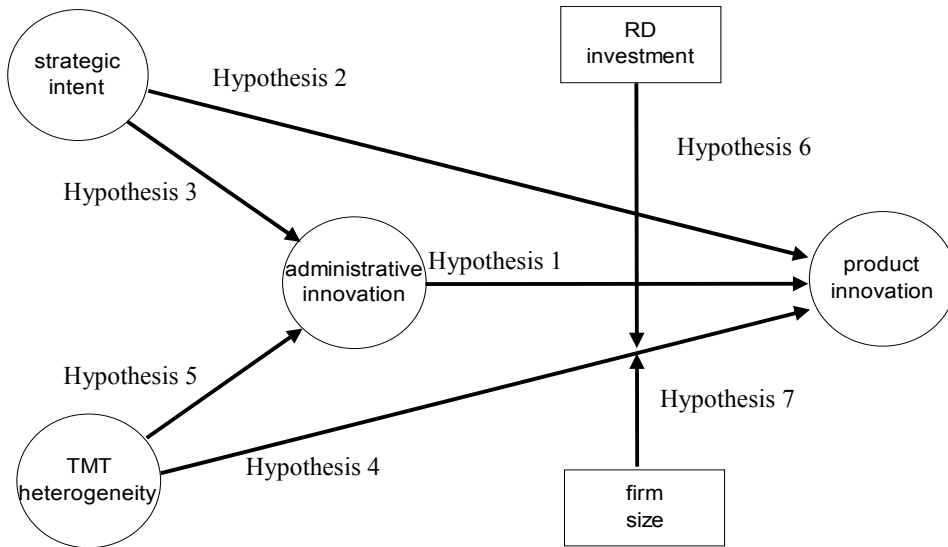 RD
investment
strategic
intent
Hypothesis 2
Hypothesis 6
Hypothesis 3
administrative
innovation
Hypothesis 1
product
innovation
Hypothesis 5
Hypothesis 7
TMT
heterogeneity
Hypothesis 4
firm
size